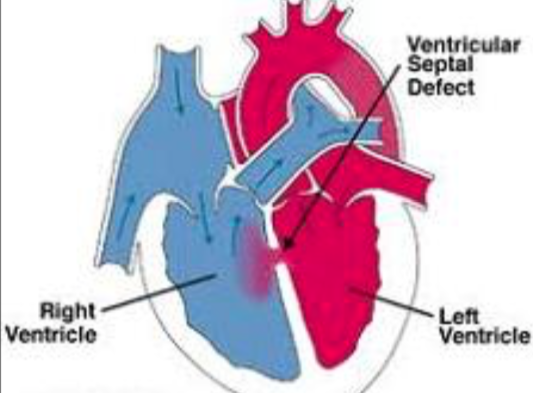 Ventricular
Septal
Defect
Right
Ventricle
Left
Ventricle